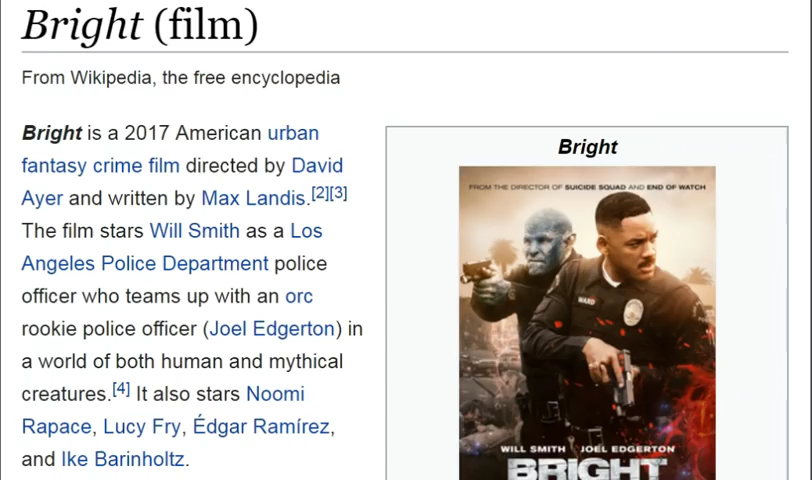 Bright (film)
From Wikipedia, the free encyclopedia
Bright is a 2017 American urban
fantasy crime film directed by David
Ayer and written by Max Landis.[2][3]
The film stars Will Smith as a Los
Angeles Police Department police
officer who teams up with an orc
rookie police officer (Joel Edgerton) in
a world of both human and mythical
creatures.[4] It also stars Noomi
Rapace, Lucy Fry, Édgar Ramírez,
and Ike Barinholtz.
Bright
FROM THE DIRECTOR OF SUICIDE SQUAD AND END OF WATCH
WARD
WILL SMITH JOEL EDGERTON
BRIGHT